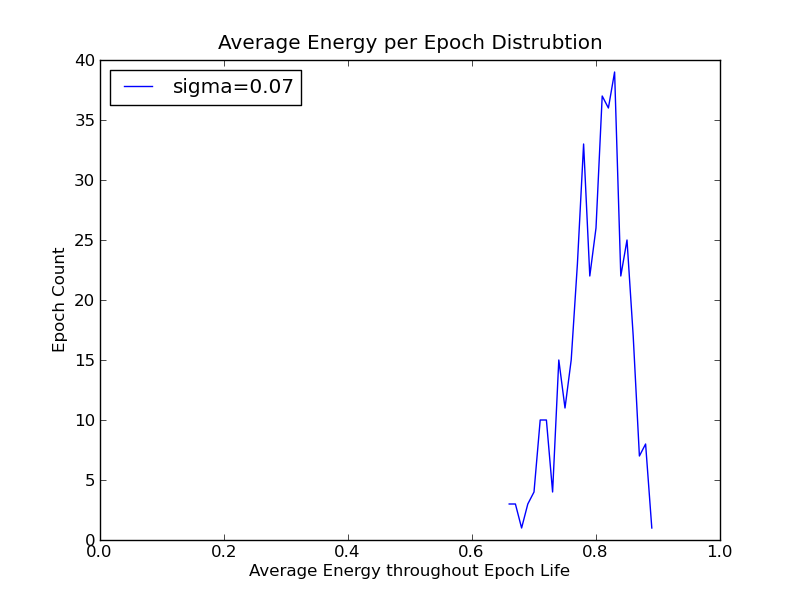 Average Energy per Epoch Distrubtion
sigma=0.07
Epoch Count
40
35
30
25
20
15
10
5
0
0.0 0.2 0.4 0.6 0.8 1.0
Average Energy throughout Epoch Life